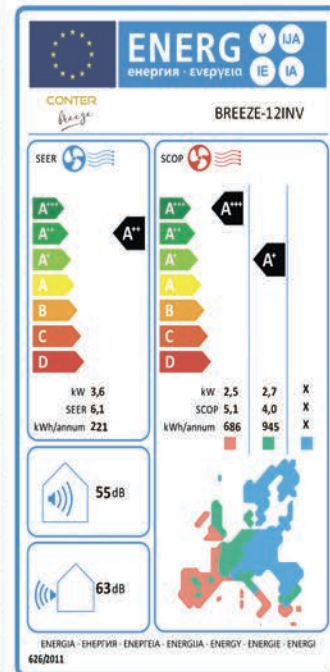 ENERG
енергия · ενεργεια
Y IJA
IE IA
CONTER
breeze
BREEZE-12INV
SEER
A+++
A++
A+
A
B
C
D
A++
kW 3,6
SEER 6,1
kWh/annum 221
SCOP
A+++
A++
A+
A
B
C
D
A+++
A+
kW 2,5 2,7 X
SCOP 5,1 4,0 X
kWh/annum 686 945 X
55dB
63dB
ENERGIA · ЕНЕРГИЯ · ΕΝΕΡΓΕΙΑ · ENERGIJA · ENERGY · ENERGIE · ENERGI
626/2011